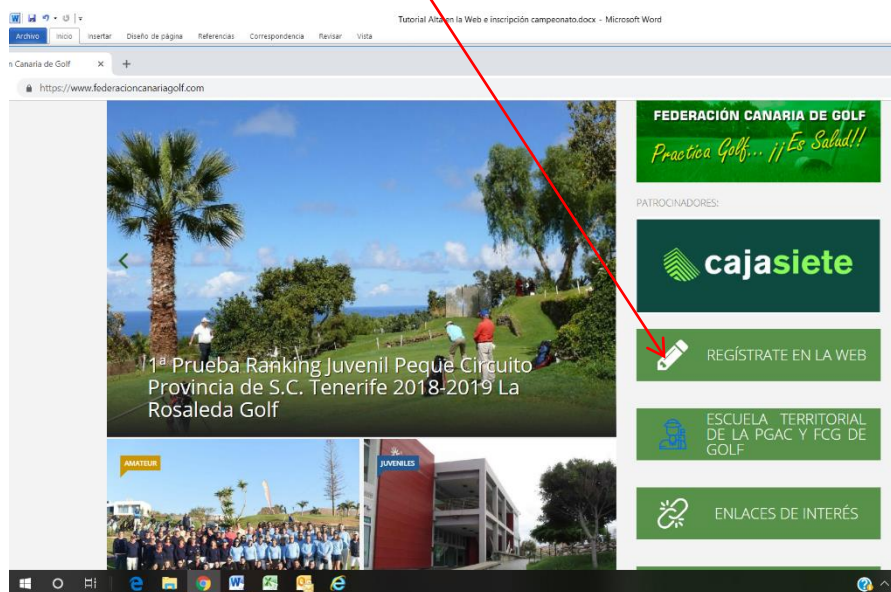 Tutorial Alta en la Web e inscripción campeonato.docx - Microsoft Word
Archivo Inicio Insertar Diseño de página Referencias Correspondencia Revisar Vista
n Canaria de Golf × +
https://www.federacioncanariagolf.com
FEDERACIÓN CANARIA DE GOLF
Practica Golf... ¡¡Es Salud!!
PATROCINADORES:
cajasiete
1ª Prueba Ranking Juvenil Peque Circuito
Provincia de S.C. Tenerife 2018-2019 La
Rosaleda Golf
REGÍSTRATE EN LA WEB
ESCUELA TERRITORIAL
DE LA PGAC Y FCG DE
GOLF
AMATEUR
JUVENILES
ENLACES DE INTERÉS